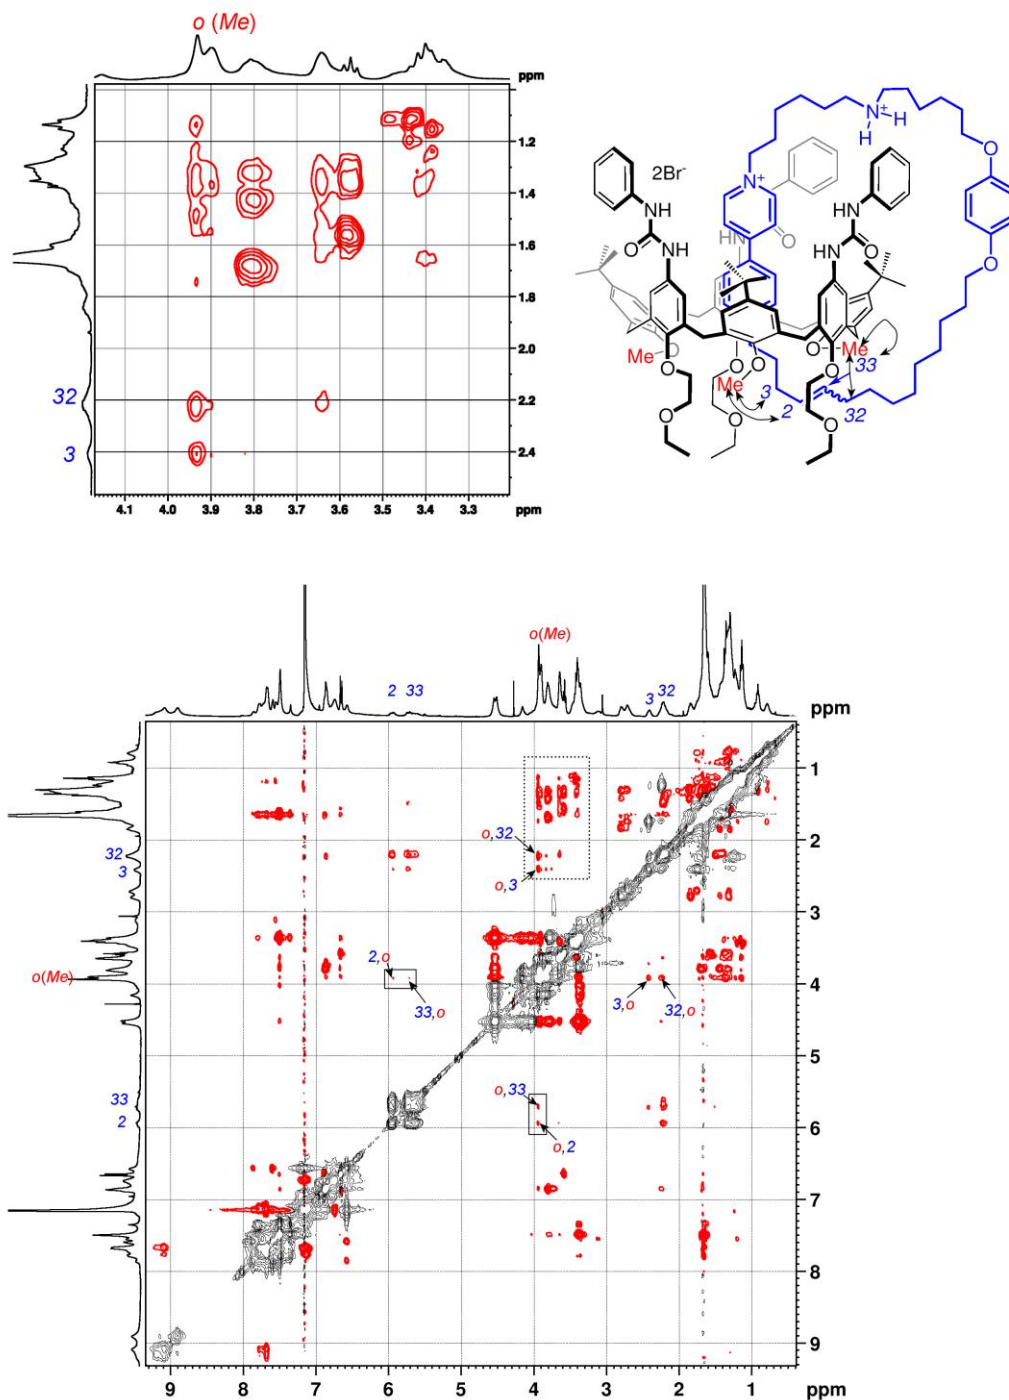 o (Me)
ppm
1.2
1.4
1.6
1.8
2.0
32
2.2
3
2.4
4.1 4.0 3.9 3.8 3.7 3.6 3.5 3.4 3.3 ppm
N⁺
H H
O
2Br⁻
N⁺
NH
O
NH
HN
O
NH
O
NH
O
O
Me
O
O
O
Me
O
O
Me
O
33
3
2
32
O
O
O
o(Me)
2 33
3 32
ppm
1
o,32
2
32
3
o,3
3
2,o
o(Me)
33,o
3,o
32,o
4
5
33
2
o,33
o,2
6
7
8
9
9 8 7 6 5 4 3 2 1 ppm